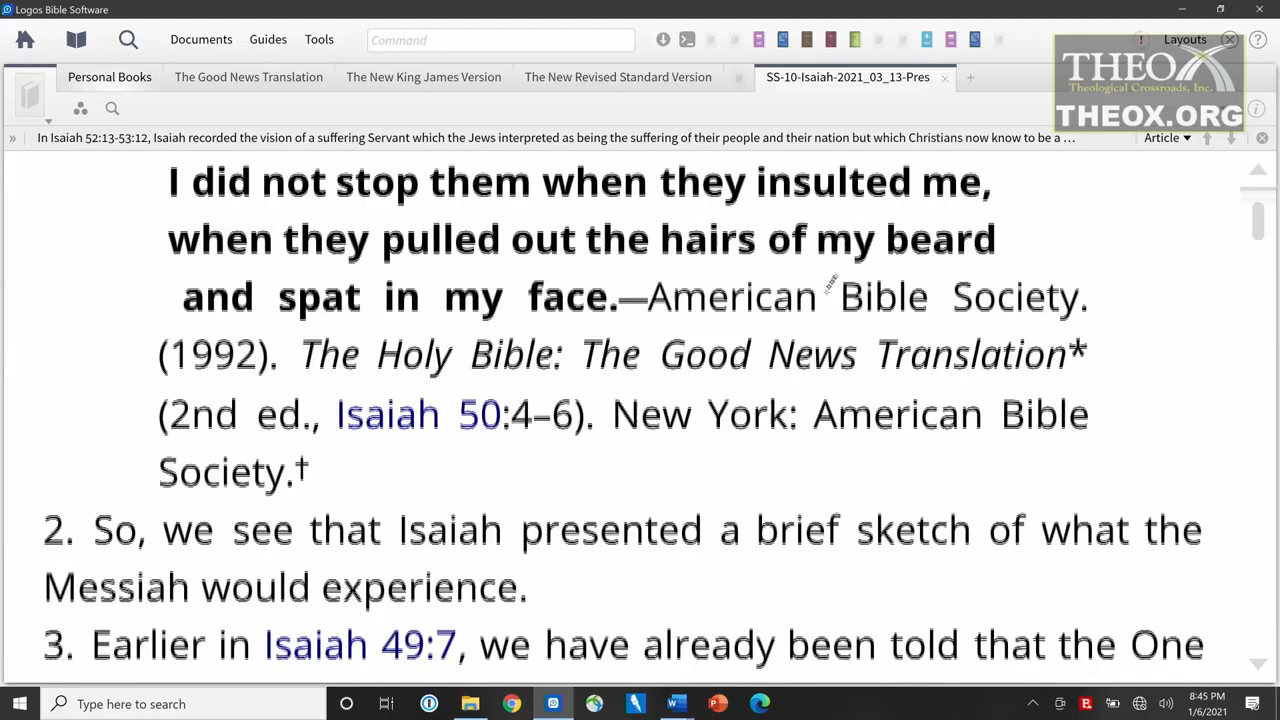 Logos Bible Software
Documents Guides Tools Command Layouts
Personal Books The Good News Translation The New King James Version The New Revised Standard Version SS-10-Isaiah-2021_03_13-Pres
THEOX
Theological Crossroads, Inc.
THEOX.ORG
In Isaiah 52:13-53:12, Isaiah recorded the vision of a suffering Servant which the Jews interpreted as being the suffering of their people and their nation but which Christians now know to be a … Article
I did not stop them when they insulted me,
when they pulled out the hairs of my beard
and spat in my face.—American Bible Society.
(1992). The Holy Bible: The Good News Translation*
(2nd ed., Isaiah 50:4–6). New York: American Bible
Society.†
2. So, we see that Isaiah presented a brief sketch of what the
Messiah would experience.
3. Earlier in Isaiah 49:7, we have already been told that the One
Type here to search
8:45 PM
1/6/2021